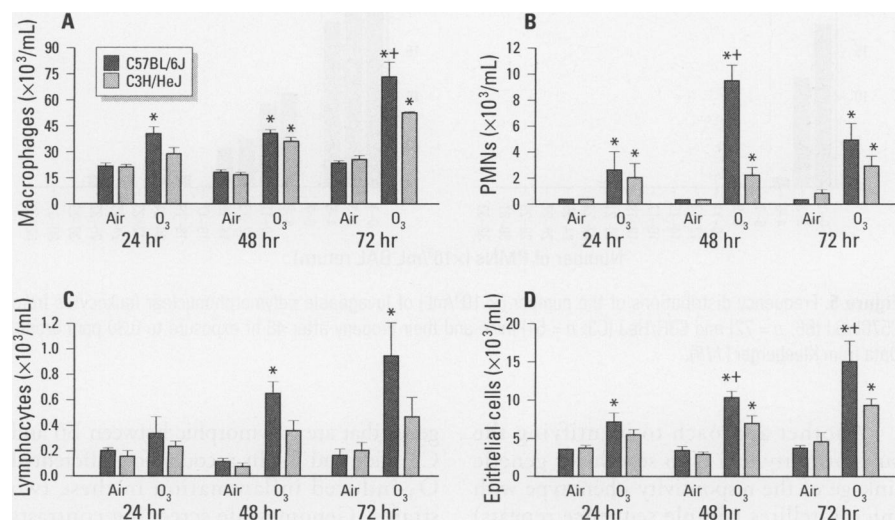 A
Macrophages (×10³/mL)
90
75
60
45
30
15
0
C57BL/6J
C3H/HeJ
*
*
*
*+
*
Air O₃ Air O₃ Air O₃
24 hr 48 hr 72 hr
B
PMNs (×10³/mL)
12
10
8
6
4
2
0
*
*
*+
*
*
*
Air O₃ Air O₃ Air O₃
24 hr 48 hr 72 hr
C
Lymphocytes (×10³/mL)
1.2
1.0
0.8
0.6
0.4
0.2
0.0
*
*
Air O₃ Air O₃ Air O₃
24 hr 48 hr 72 hr
D
Epithelial cells (×10³/mL)
20
15
10
5
0
*
*+
*
*+
*
Air O₃ Air O₃ Air O₃
24 hr 48 hr 72 hr